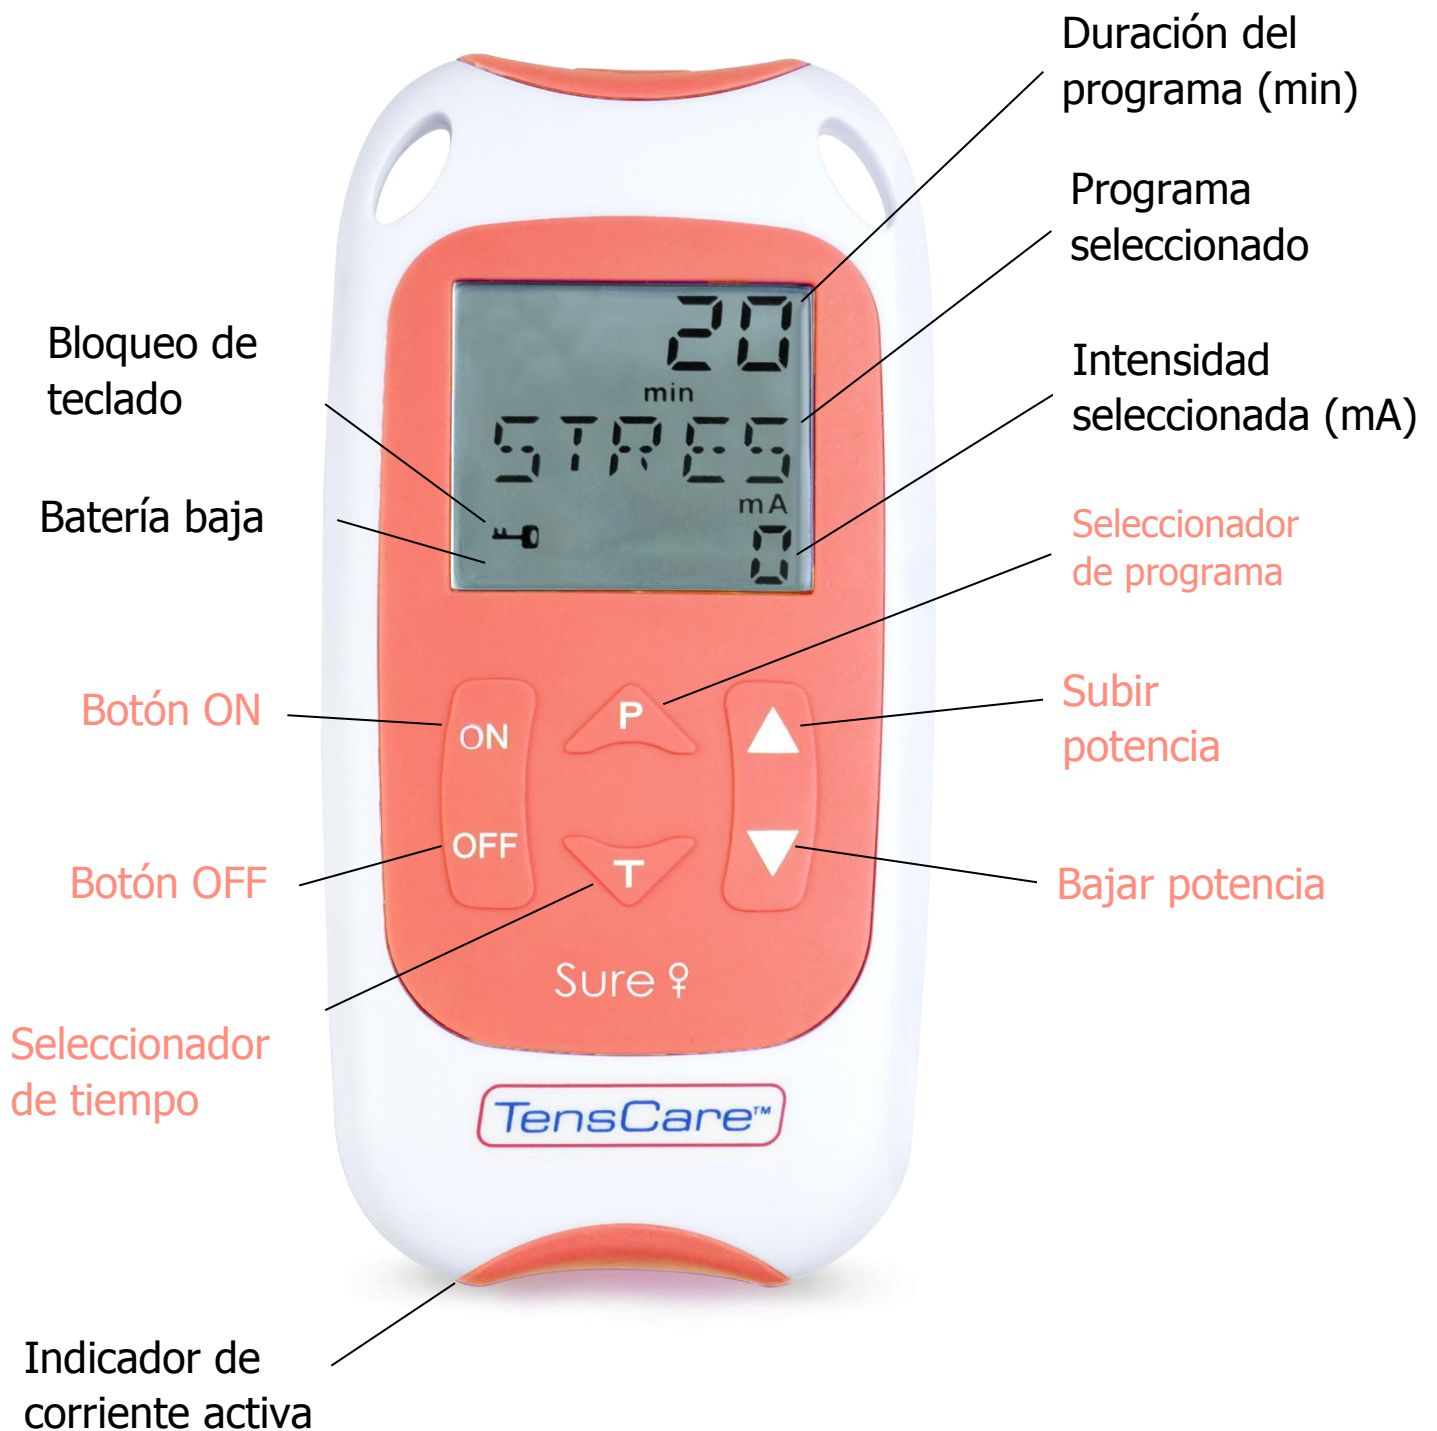 Duración del
programa (min)
Programa
seleccionado
Intensidad
seleccionada (mA)
Seleccionador
de programa
Subir
potencia
Bajar potencia
Bloqueo de
teclado
Batería baja
Botón ON
Botón OFF
Seleccionador
de tiempo
Indicador de
corriente activa
20
min
STRES
mA
0
ON
P
OFF
T
Sure
TensCare™